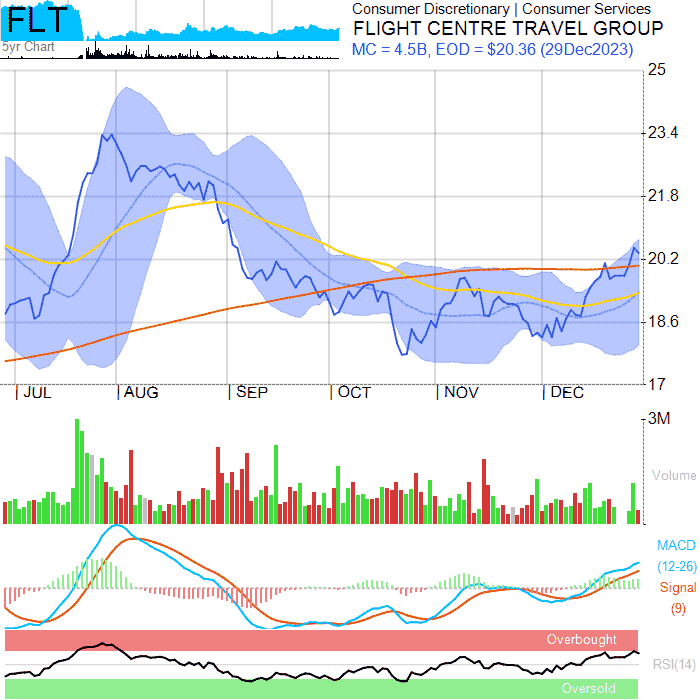 FLT
5yr Chart
Consumer Discretionary | Consumer Services
FLIGHT CENTRE TRAVEL GROUP
MC = 4.5B, EOD = $20.36 (29Dec2023)
25
23.4
21.8
20.2
18.6
17
|JUL |AUG |SEP |OCT |NOV |DEC
3M
Volume
MACD
(12-26)
Signal
(9)
Overbought
RSI(14)
Oversold